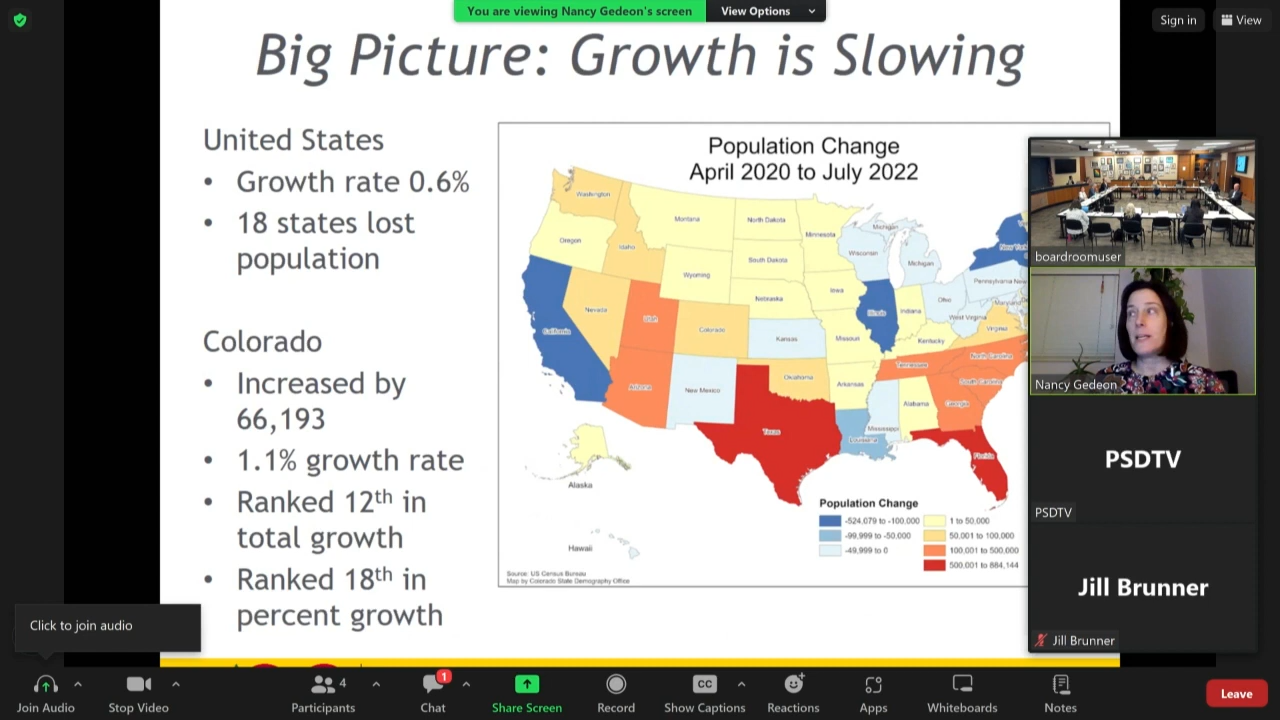 You are viewing Nancy Gedeon's screen
View Options
Sign in
View
Big Picture: Growth is Slowing
United States
• Growth rate 0.6%
• 18 states lost
population
Colorado
• Increased by
66,193
• 1.1% growth rate
• Ranked 12th in
total growth
• Ranked 18th in
percent growth
Population Change
April 2020 to July 2022
Washington
Montana
North Dakota
Minnesota
Michigan
Oregon
Idaho
South Dakota
Wisconsin
Michigan
New York
Wyoming
Iowa
Pennsylvania New
Nebraska
Ohio
Maryland
Nevada
Utah
Colorado
Illinois
Indiana
West Virginia
Virginia
California
Kansas
Missouri
Kentucky
North Carolina
Tennessee
Arizona
New Mexico
Oklahoma
Arkansas
South Carolina
Alabama
Georgia
Mississippi
Texas
Louisiana
Florida
Alaska
Hawaii
Population Change
-524,079 to -100,000
-99,999 to -50,000
-49,999 to 0
1 to 50,000
50,001 to 100,000
100,001 to 500,000
500,001 to 884,144
Source: US Census Bureau
Map by Colorado State Demography Office
boardroomuser
Nancy Gedeon
PSDTV
PSDTV
Jill Brunner
Jill Brunner
Click to join audio
Join Audio
Stop Video
4
Participants
1
Chat
Share Screen
Record
CC
Show Captions
Reactions
Apps
Whiteboards
Notes
Leave